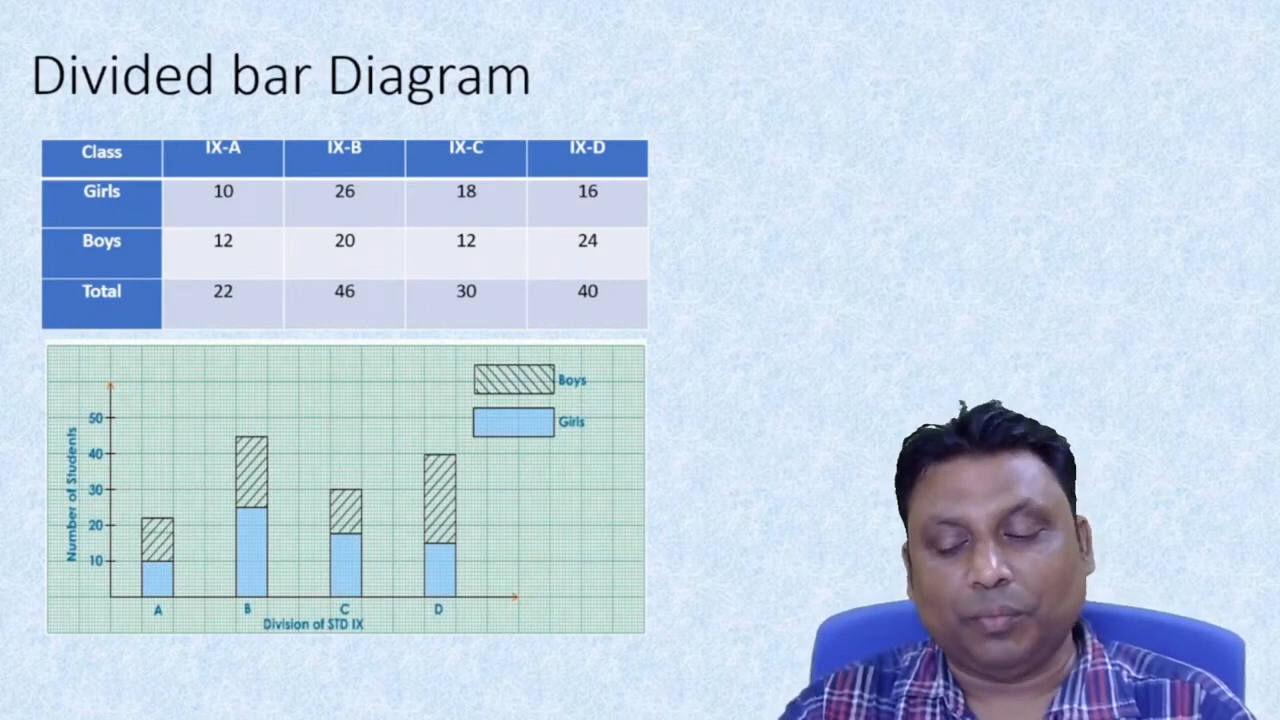 Divided bar Diagram
Class IX-A IX-B IX-C IX-D
Girls 10 26 18 16
Boys 12 20 12 24
Total 22 46 30 40
Boys
Girls
Number of Students
50
40
30
20
10
A B C D
Division of STD IX